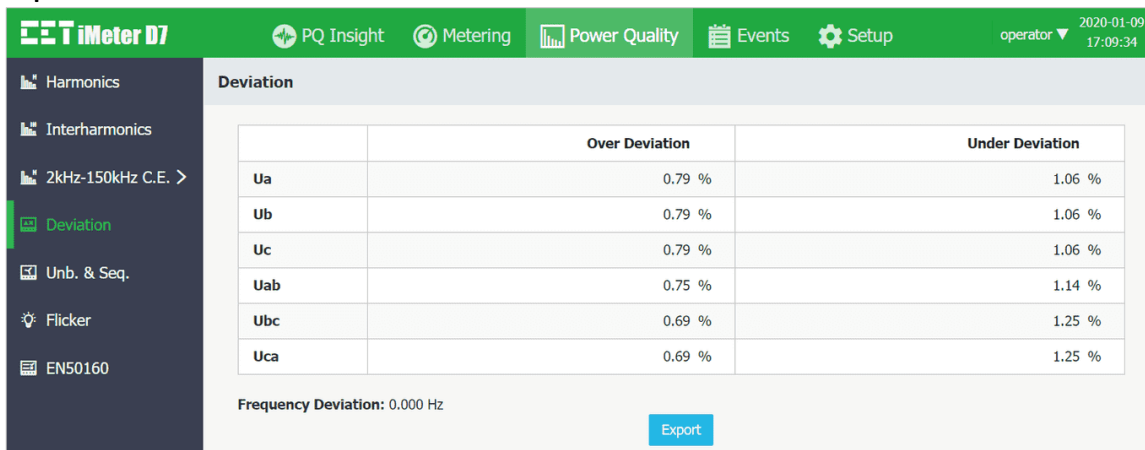 CET iMeter D7 PQ Insight Metering Power Quality Events Setup operator ▼ 2020-01-09
17:09:34
Harmonics
Interharmonics
2kHz-150kHz C.E. >
Deviation
Unb. & Seq.
Flicker
EN50160
Deviation
Over Deviation Under Deviation
Ua 0.79 % 1.06 %
Ub 0.79 % 1.06 %
Uc 0.79 % 1.06 %
Uab 0.75 % 1.14 %
Ubc 0.69 % 1.25 %
Uca 0.69 % 1.25 %
Frequency Deviation: 0.000 Hz
Export